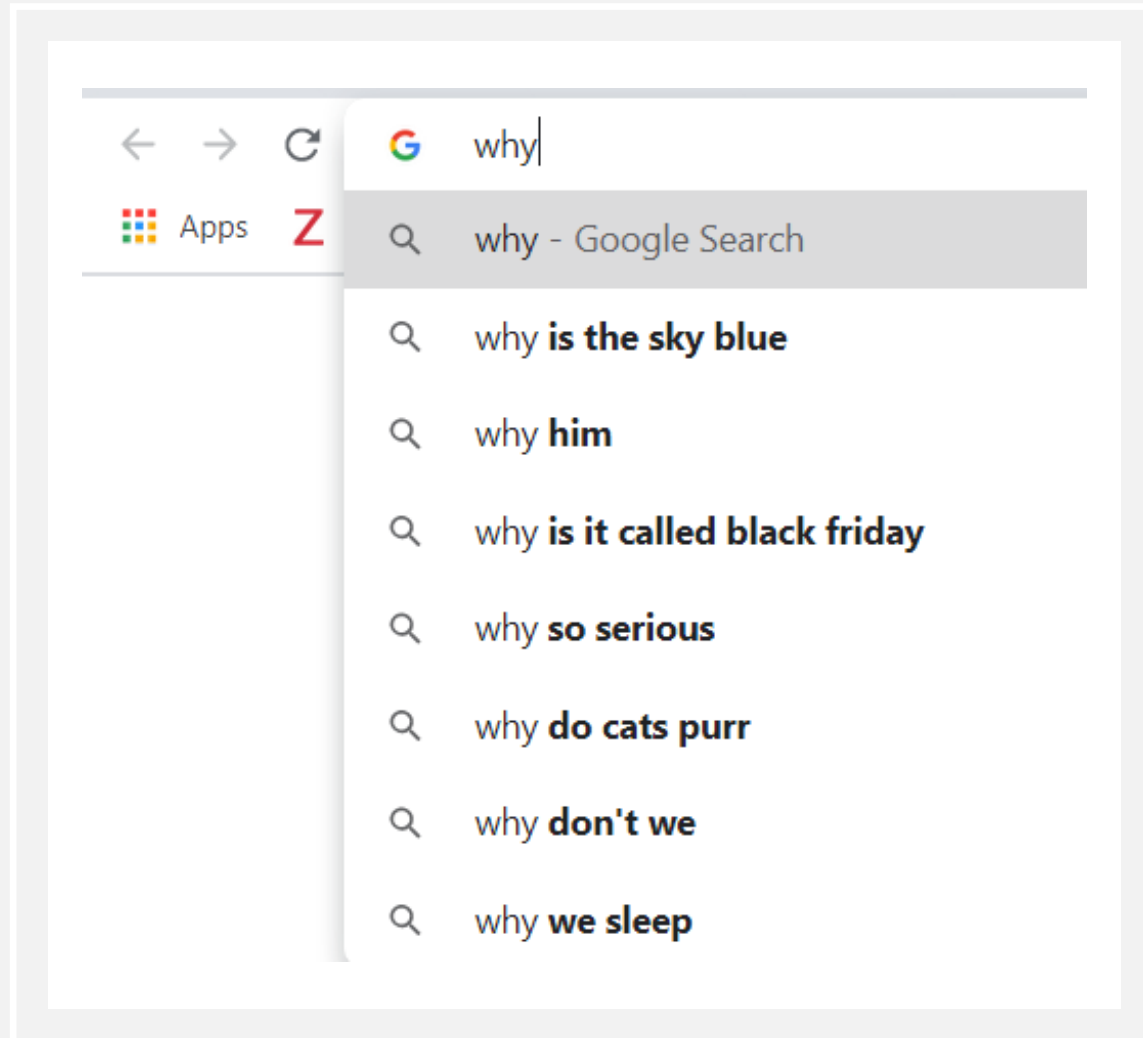 why
Apps Z
why - Google Search
why is the sky blue
why him
why is it called black friday
why so serious
why do cats purr
why don't we
why we sleep